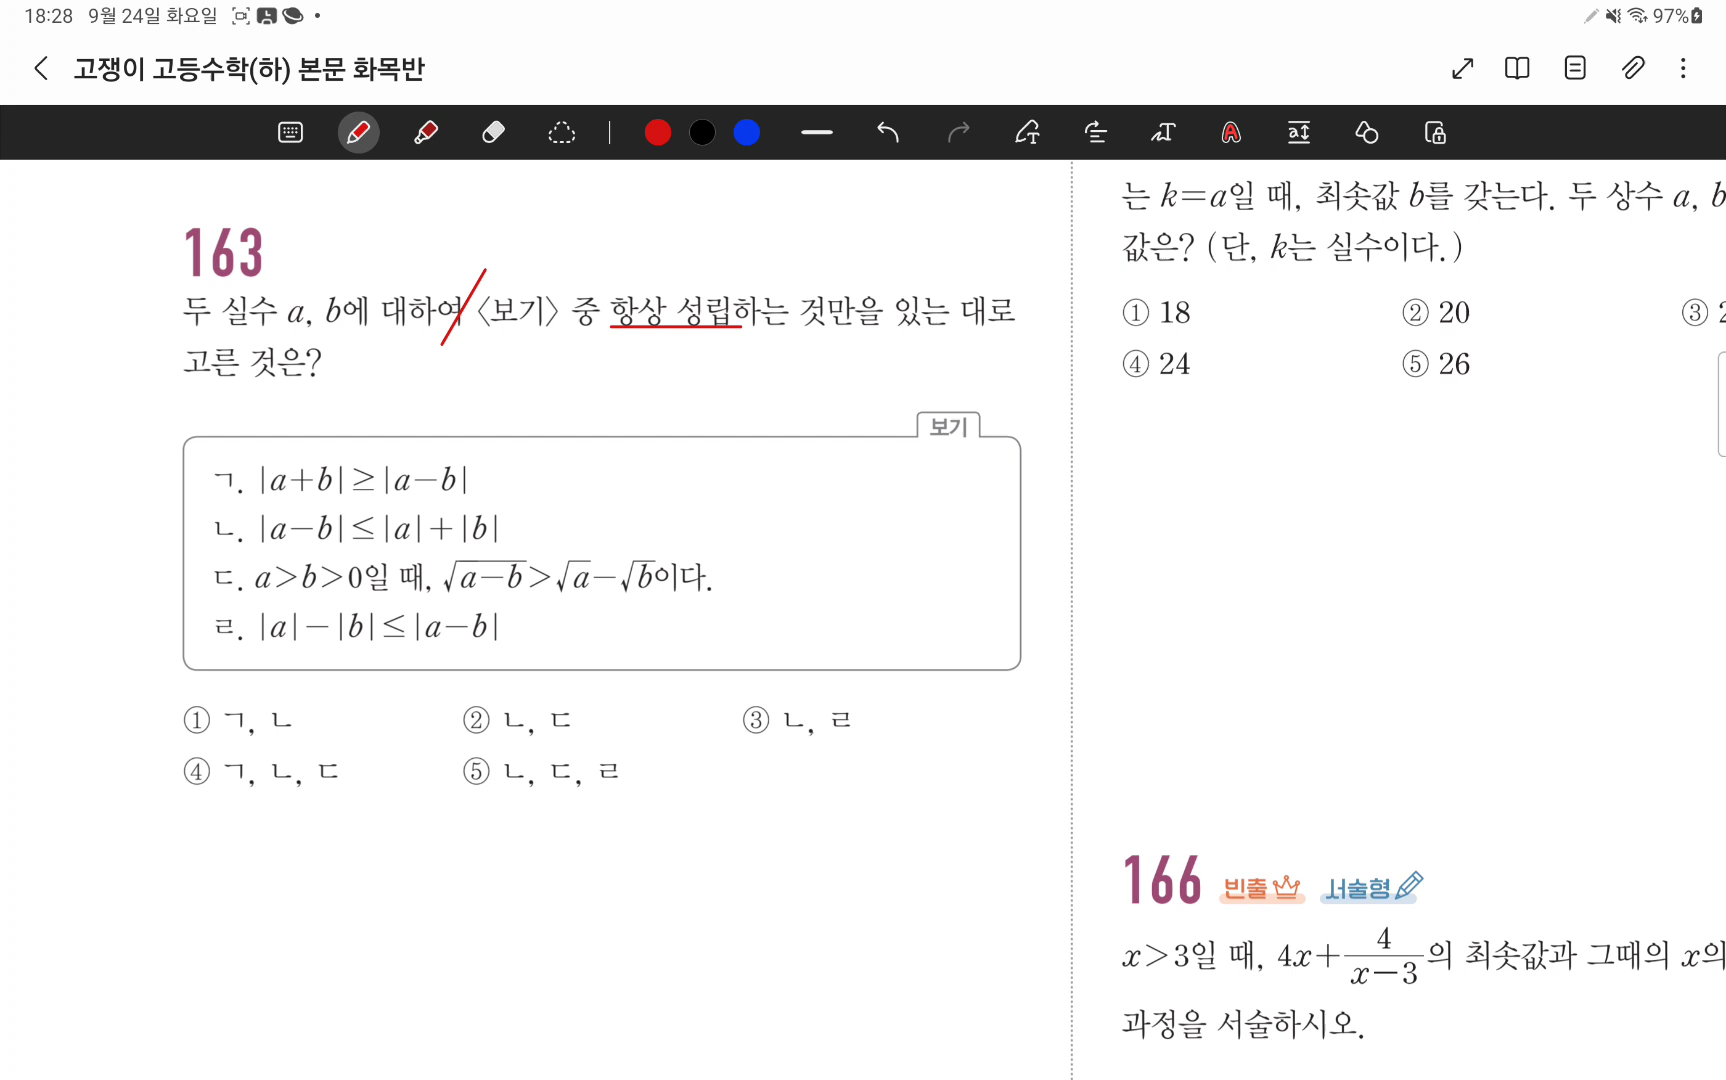 18:28 9월 24일 화요일
97%
고쟁이 고등수학(하) 본문 화목반
163
두 실수 a, b에 대하여 〈보기〉 중 항상 성립하는 것만을 있는 대로
고른 것은?
보기
ㄱ. |a+b|≥|a−b|
ㄴ. |a−b|≤|a|+|b|
ㄷ. a>b>0일 때, √(a−b)>√a−√b이다.
ㄹ. |a|−|b|≤|a−b|
① ㄱ, ㄴ ② ㄴ, ㄷ ③ ㄴ, ㄹ
④ ㄱ, ㄴ, ㄷ ⑤ ㄴ, ㄷ, ㄹ
는 k=a일 때, 최솟값 b를 갖는다. 두 상수 a, b
값은? (단, k는 실수이다.)
① 18 ② 20 ③
④ 24 ⑤ 26
166 빈출 서술형
x>3일 때, 4x+4/(x−3)의 최솟값과 그때의 x의
과정을 서술하시오.